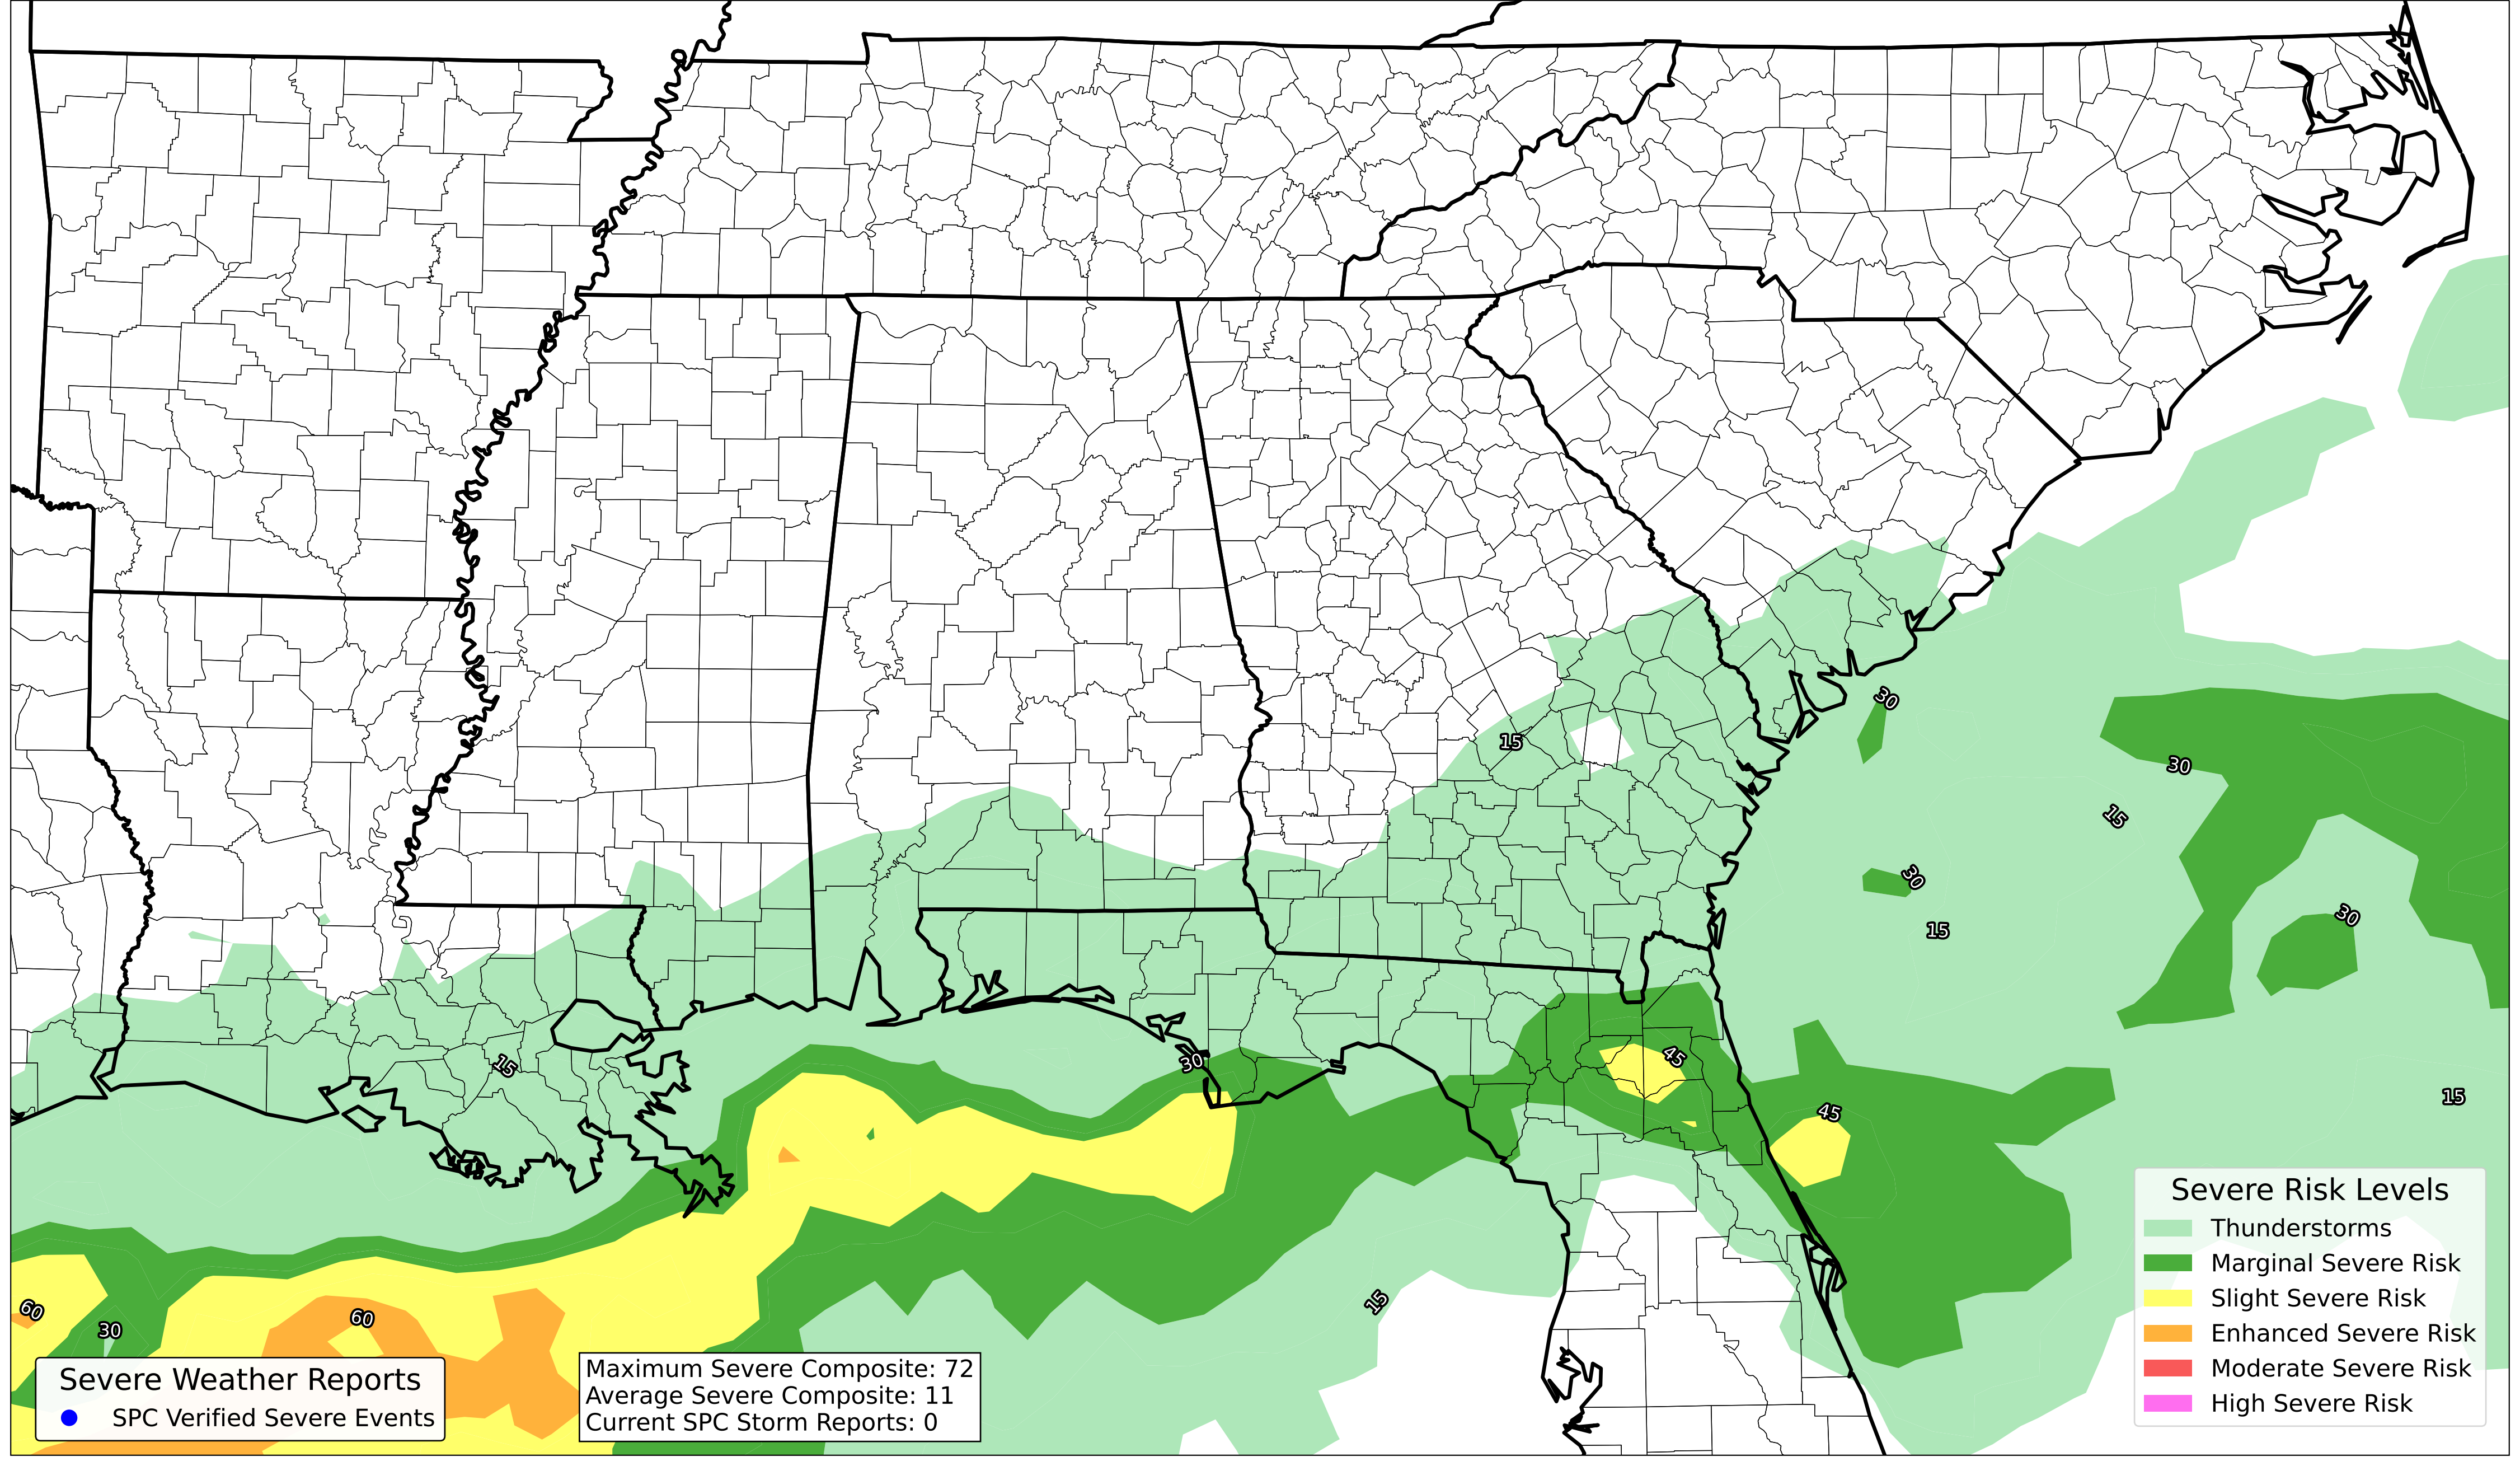 30
15
30
15
30
15
30
30
45
15
45
15
60
30
60
15
Severe Risk Levels
Thunderstorms
Marginal Severe Risk
Slight Severe Risk
Enhanced Severe Risk
Moderate Severe Risk
High Severe Risk
Severe Weather Reports
SPC Verified Severe Events
Maximum Severe Composite: 72
Average Severe Composite: 11
Current SPC Storm Reports: 0